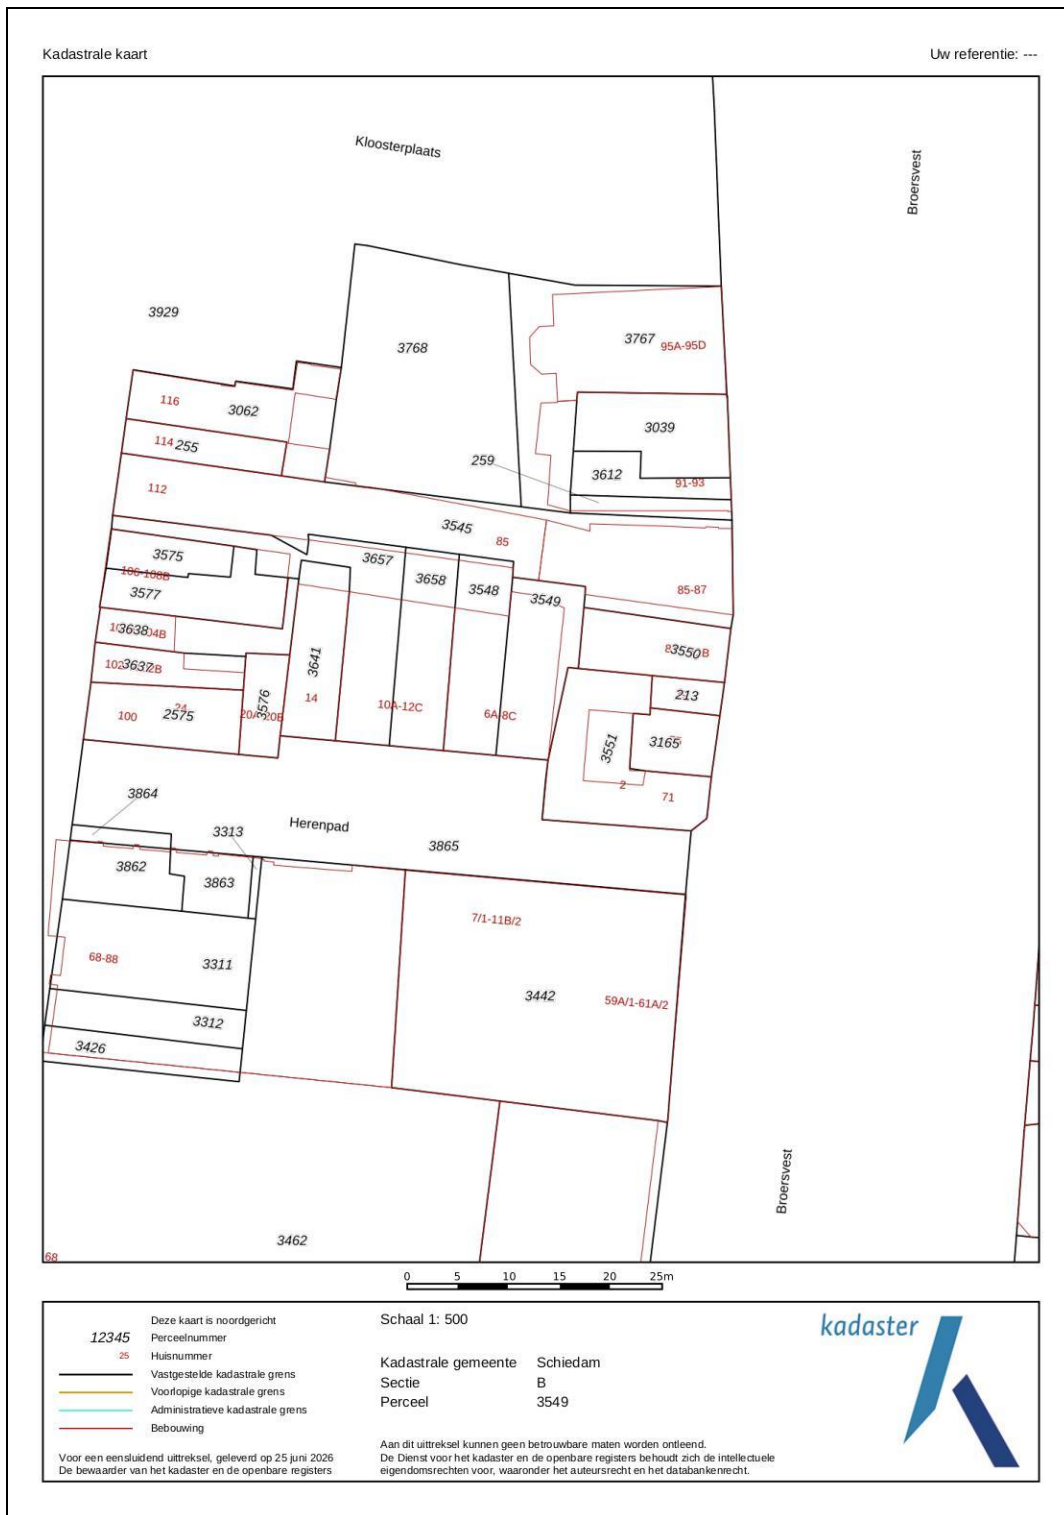 Kadastrale kaart
Uw referentie: ---
Kloosterplaats
Broersvest
3929
3768
3767
95A-95D
116
3062
3039
114
255
259
3612
91-93
112
3545
85
3575
3657
3658
3548
3549
85-87
106-108B
3577
3638
3550
3637
3641
213
100
24
2575
3576
14
10A-12C
6A-8C
3551
3165
2
71
3864
3313
Herenpad
3865
3862
3863
7/1-11B/2
68-88
3311
3442
59A/1-61A/2
3312
3426
Broersvest
3462
68
0 5 10 15 20 25m
Deze kaart is noordgericht
12345 Perceelnummer
25 Huisnummer
Vastgestelde kadastrale grens
Voorlopige kadastrale grens
Administratieve kadastrale grens
Bebouwing
Voor een eensluidend uittreksel, geleverd op 25 juni 2026
De bewaarder van het kadaster en de openbare registers
Schaal 1: 500
Kadastrale gemeente Schiedam
Sectie B
Perceel 3549
Aan dit uittreksel kunnen geen betrouwbare maten worden ontleend.
De Dienst voor het kadaster en de openbare registers behoudt zich de intellectuele
eigendomsrechten voor, waaronder het auteursrecht en het databankenrecht.
kadaster